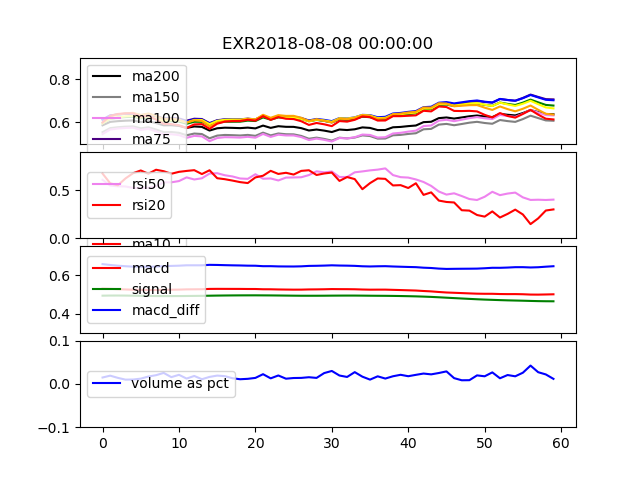 EXR2018-08-08 00:00:00
0.8
0.6
ma200
ma150
ma100
ma75
0.5
0.0
rsi50
rsi20
ma10
0.6
0.4
macd
signal
macd_diff
0.1
0.0
−0.1
volume as pct
0 10 20 30 40 50 60